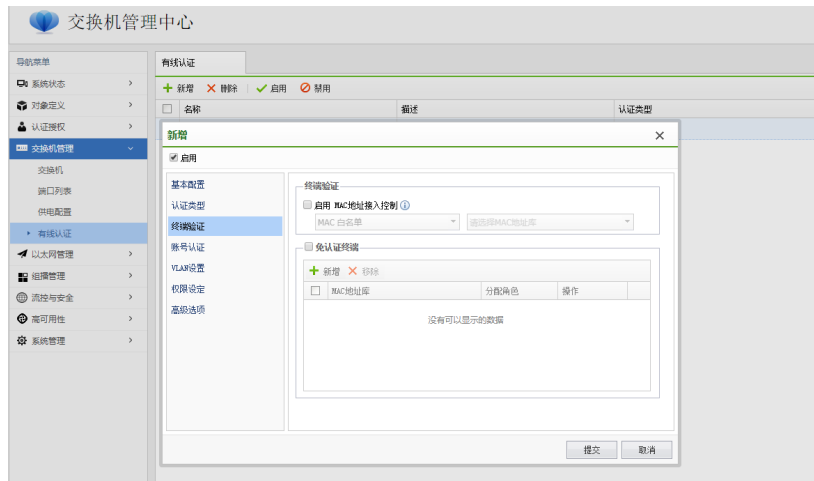 交换机管理中心
导航菜单
系统状态
对象定义
认证授权
交换机管理
交换机
端口列表
供电配置
有线认证
以太网管理
组播管理
流控与安全
高可用性
系统管理
有线认证
新增 删除 启用 禁用
名称 描述 认证类型
新增
启用
基本配置
认证类型
终端验证
账号认证
VLAN设置
权限设定
高级选项
终端验证
启用 MAC地址接入控制
MAC 白名单 请选择MAC地址库
免认证终端
新增 移除
MAC地址库 分配角色 操作
没有可以显示的数据
提交 取消